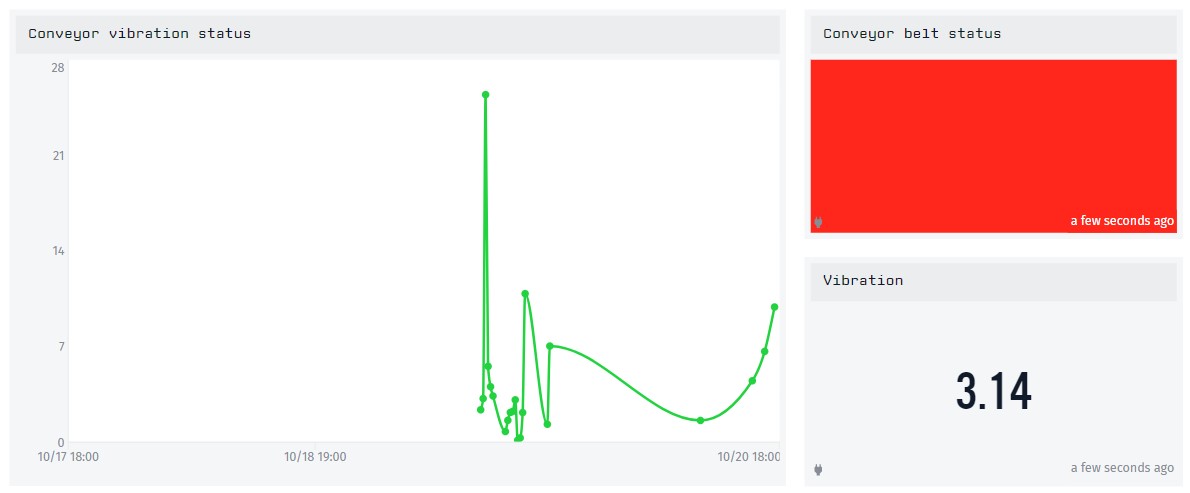 Conveyor vibration status
28
21
14
7
0
10/17 18:00
10/18 19:00
10/20 18:00
Conveyor belt status
a few seconds ago
Vibration
3.14
a few seconds ago